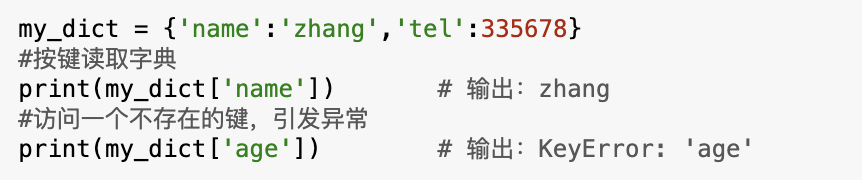 my_dict = {'name':'zhang','tel':335678}
#按键读取字典
print(my_dict['name'])       # 输出：zhang
#访问一个不存在的键，引发异常
print(my_dict['age'])        # 输出：KeyError: 'age'